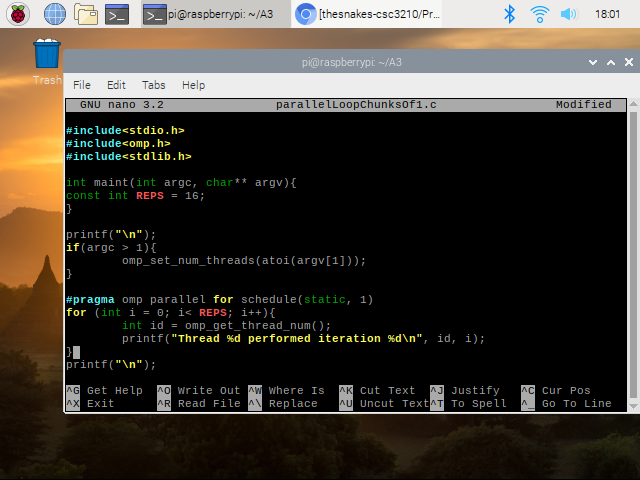 pi@raspberrypi: ~/A3
[thesnakes-csc3210/Pr...
18:01
Trash
pi@raspberrypi: ~/A3
File Edit Tabs Help
GNU nano 3.2 parallelLoopChunksOf1.c Modified
#include<stdio.h>
#include<omp.h>
#include<stdlib.h>
int maint(int argc, char** argv){
const int REPS = 16;
}
printf("\n");
if(argc > 1){
omp_set_num_threads(atoi(argv[1]));
}
#pragma omp parallel for schedule(static, 1)
for (int i = 0; i< REPS; i++){
int id = omp_get_thread_num();
printf("Thread %d performed iteration %d\n", id, i);
}
printf("\n");
^G Get Help ^O Write Out ^W Where Is ^K Cut Text ^J Justify ^C Cur Pos
^X Exit ^R Read File ^\ Replace ^U Uncut Text ^T To Spell ^_ Go To Line